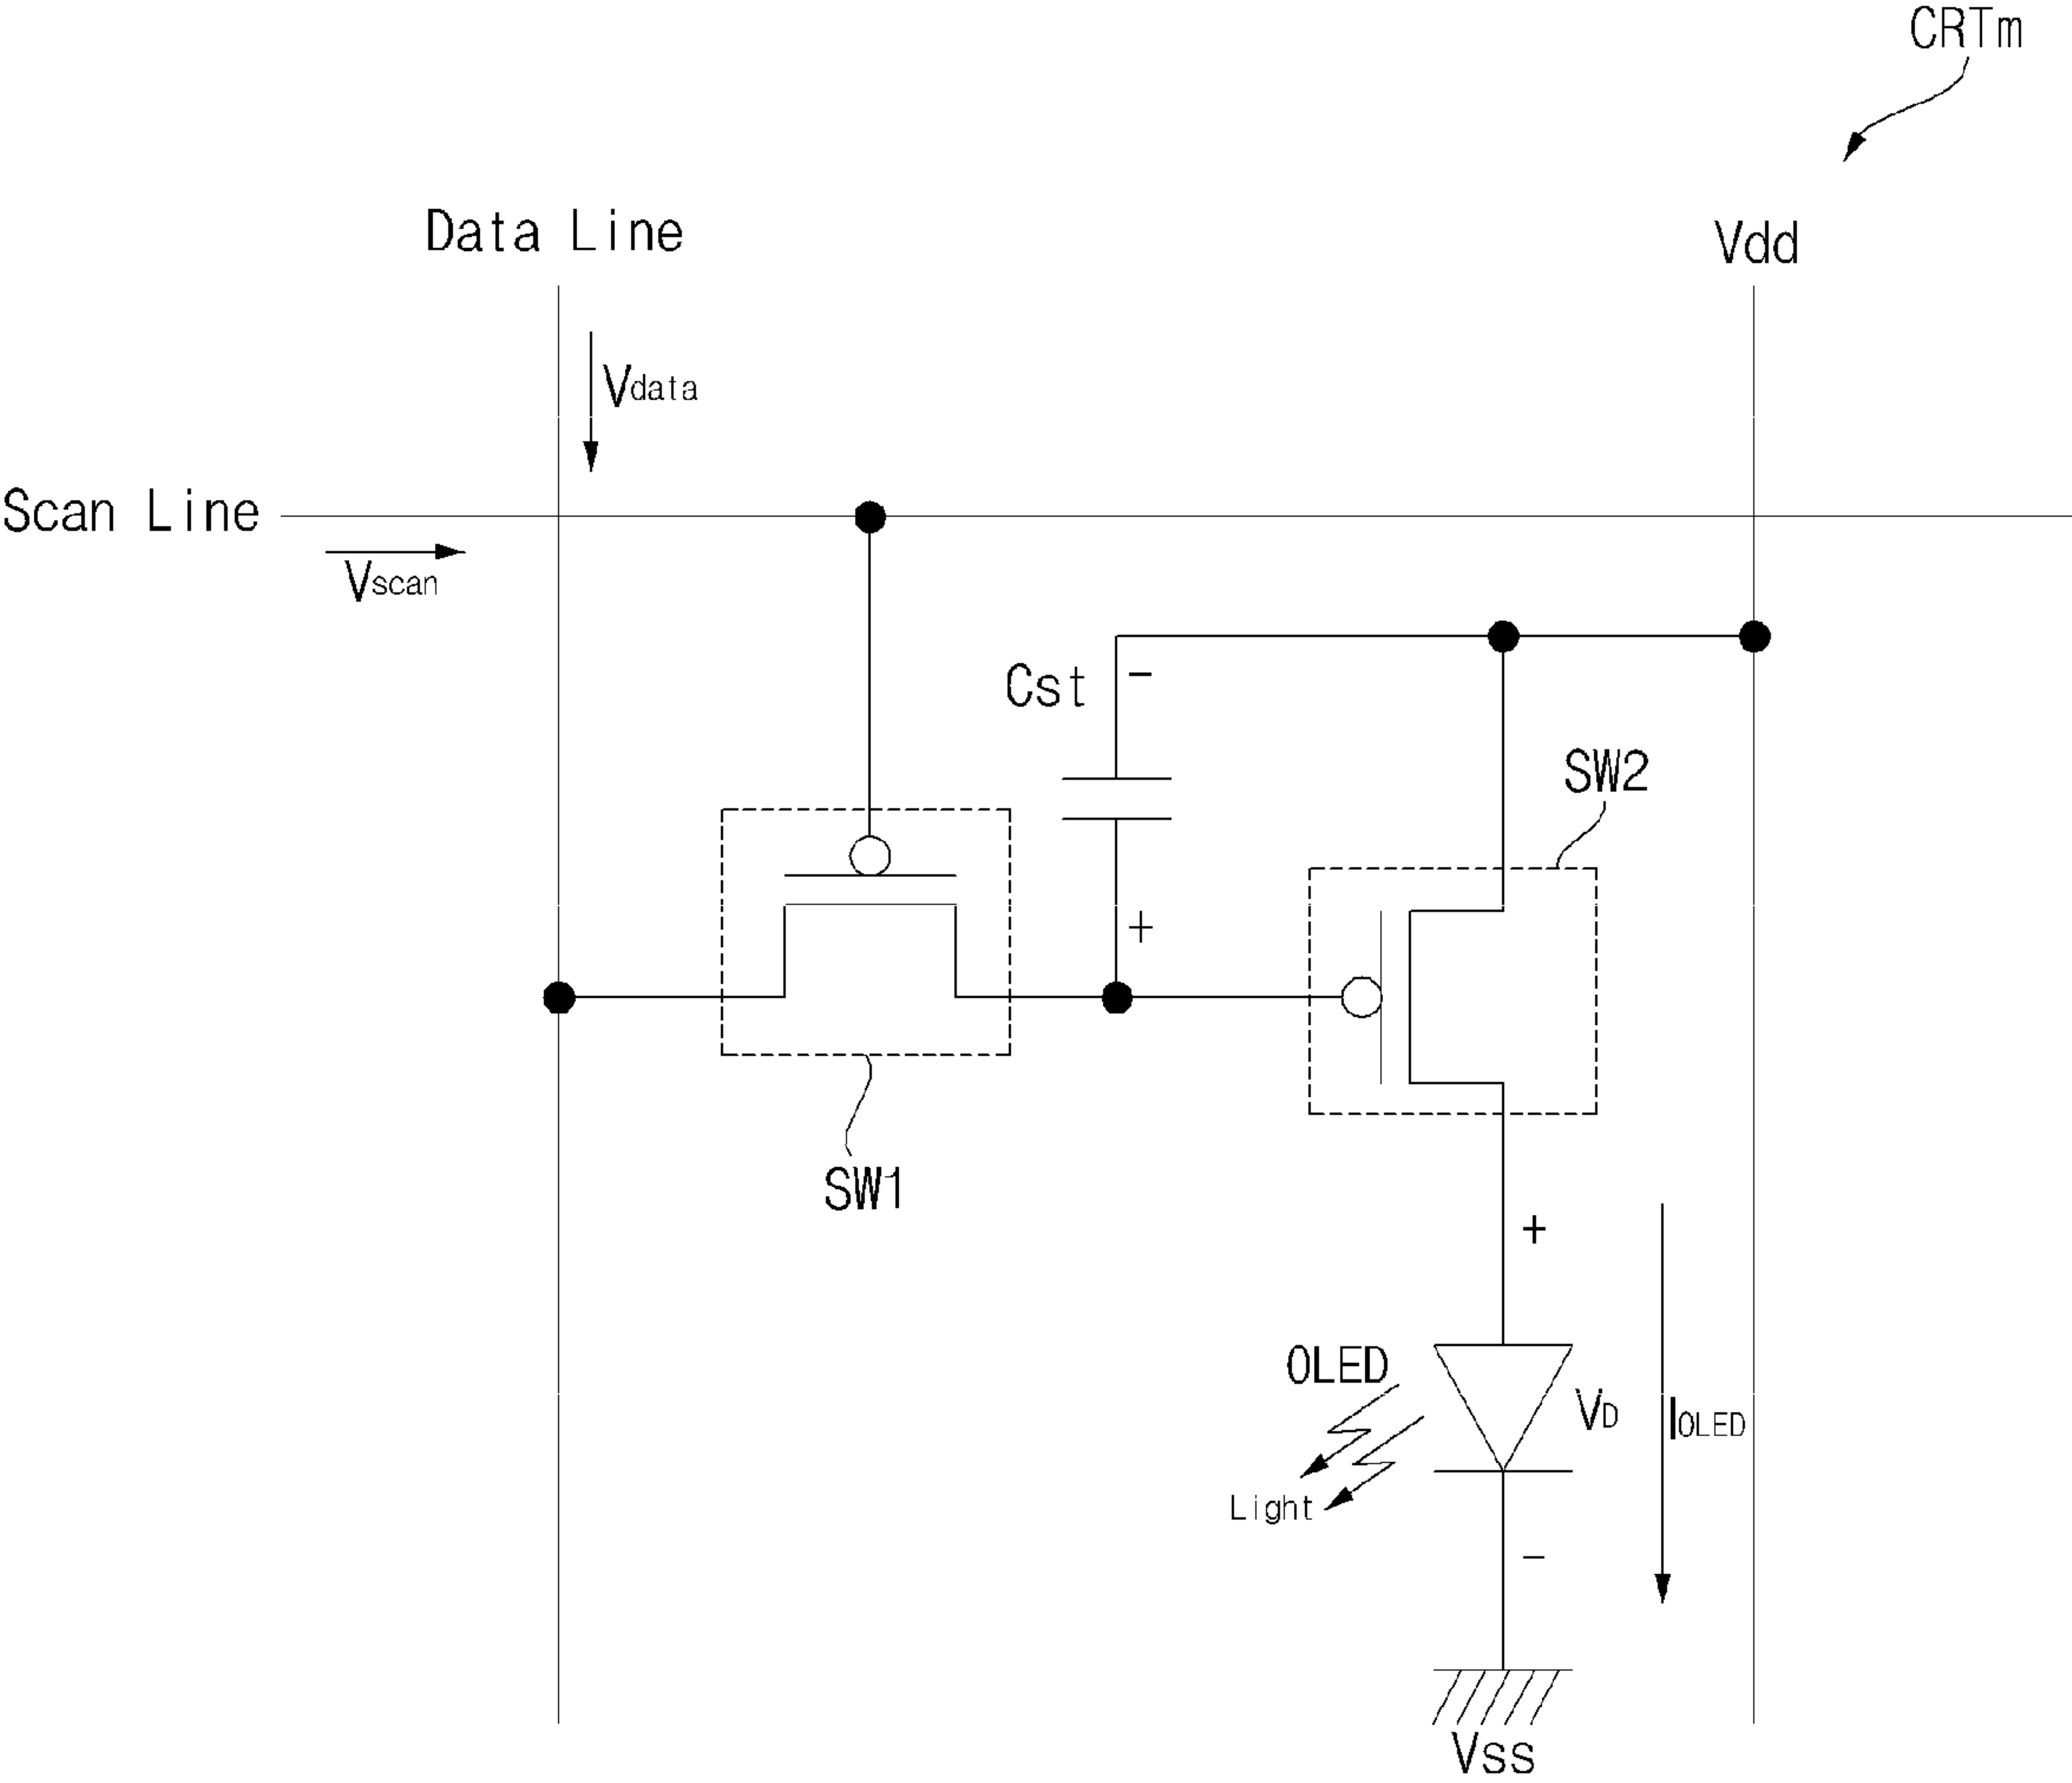 CRTm
Data Line
Vdd
Vdata
Scan Line
Vscan
Cst
−
SW2
+
SW1
+
OLED
VD
IOLED
Light
−
Vss